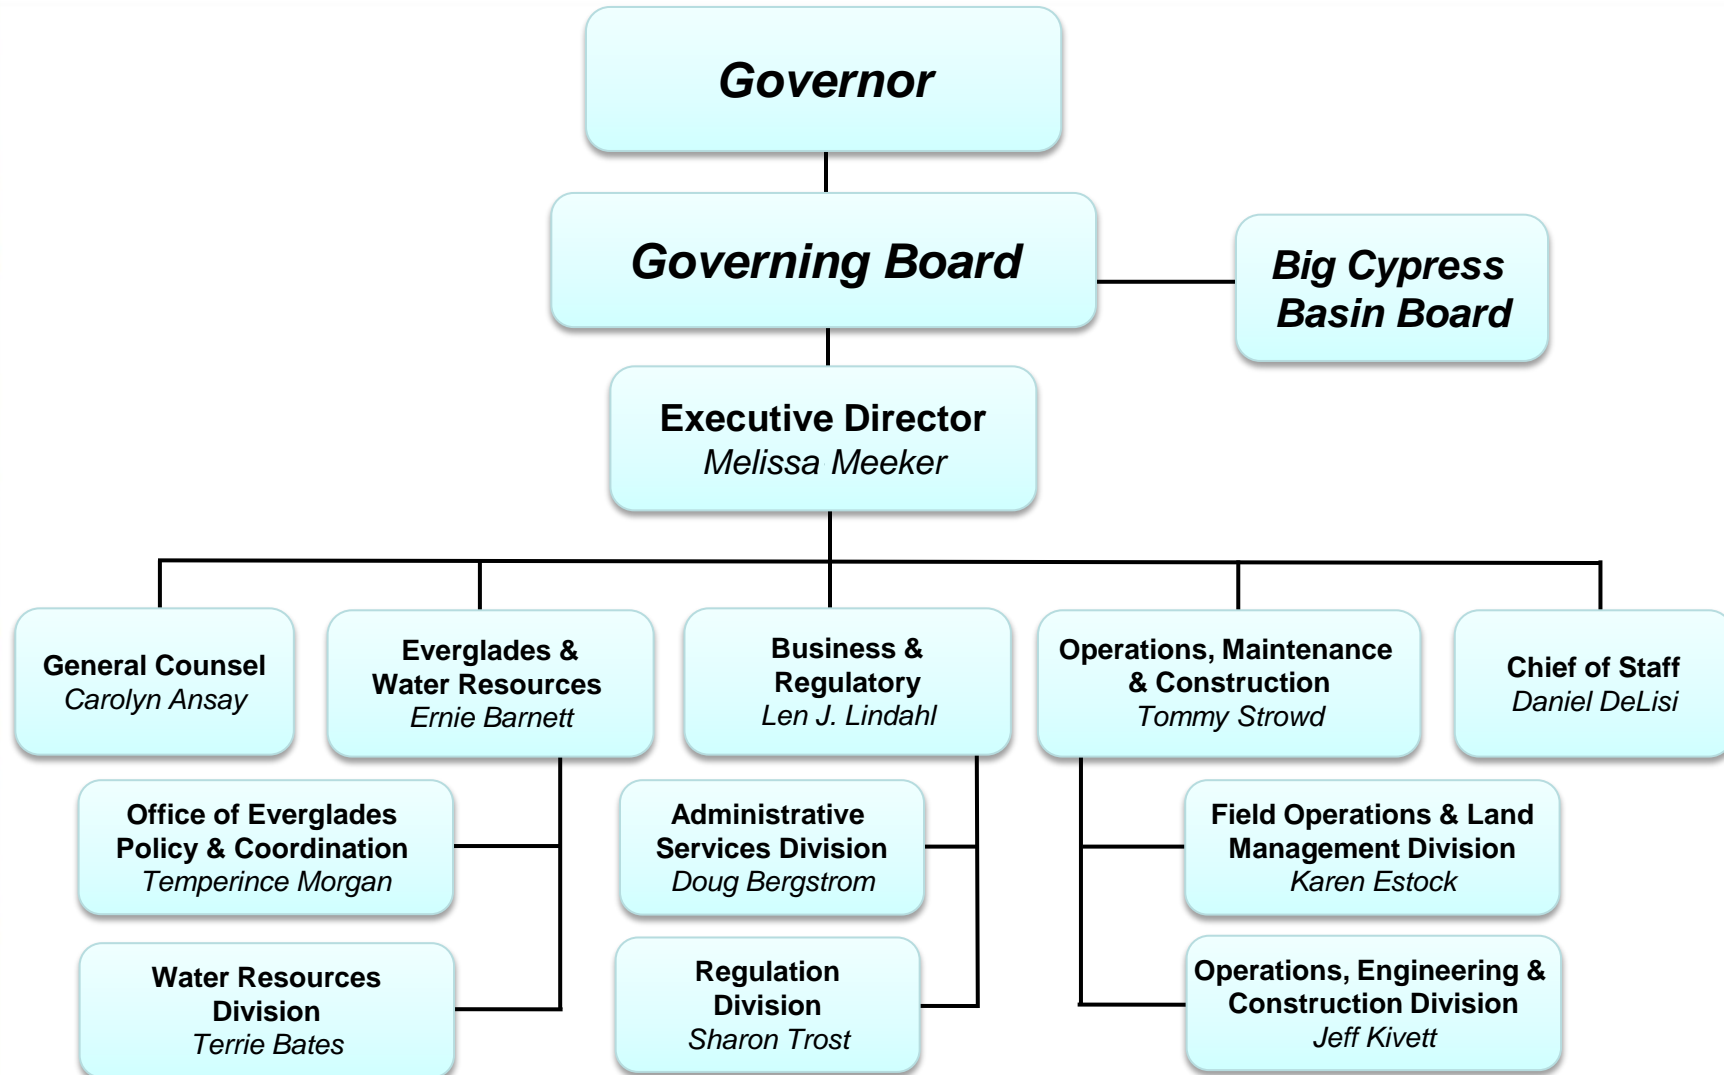 Governor
Governing Board
Big Cypress
Basin Board
Executive Director
Melissa Meeker
General Counsel
Carolyn Ansay
Everglades &
Water Resources
Ernie Barnett
Business &
Regulatory
Len J. Lindahl
Operations, Maintenance
& Construction
Tommy Strowd
Chief of Staff
Daniel DeLisi
Office of Everglades
Policy & Coordination
Temperince Morgan
Administrative
Services Division
Doug Bergstrom
Field Operations & Land
Management Division
Karen Estock
Water Resources
Division
Terrie Bates
Regulation
Division
Sharon Trost
Operations, Engineering &
Construction Division
Jeff Kivett